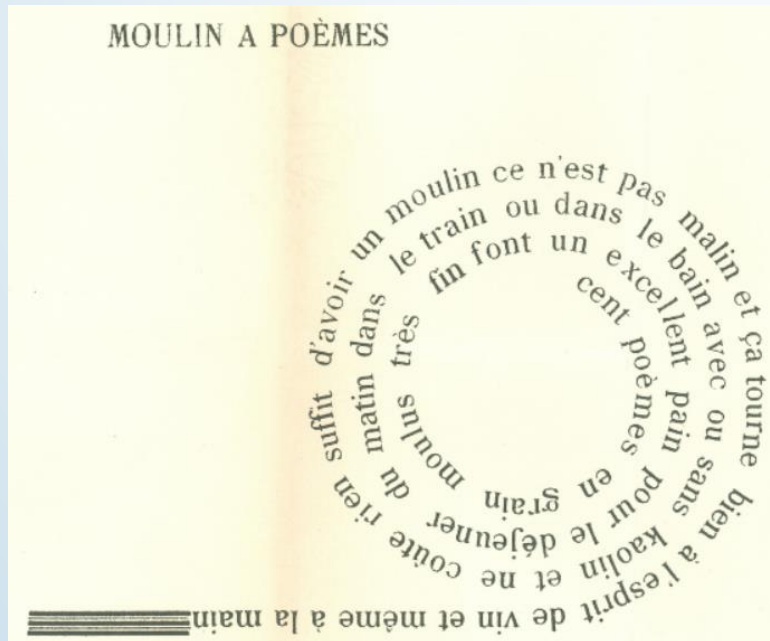 MOULIN A POÈMES
cent poèmes en grain moulus très fin font un excellent pain pour le déjeuner du matin dans le train ou dans le bain avec ou sans kaolin et ne coûte rien suffit d'avoir un moulin ce n'est pas malin et ça tourne bien à l'esprit de vin et même à la main